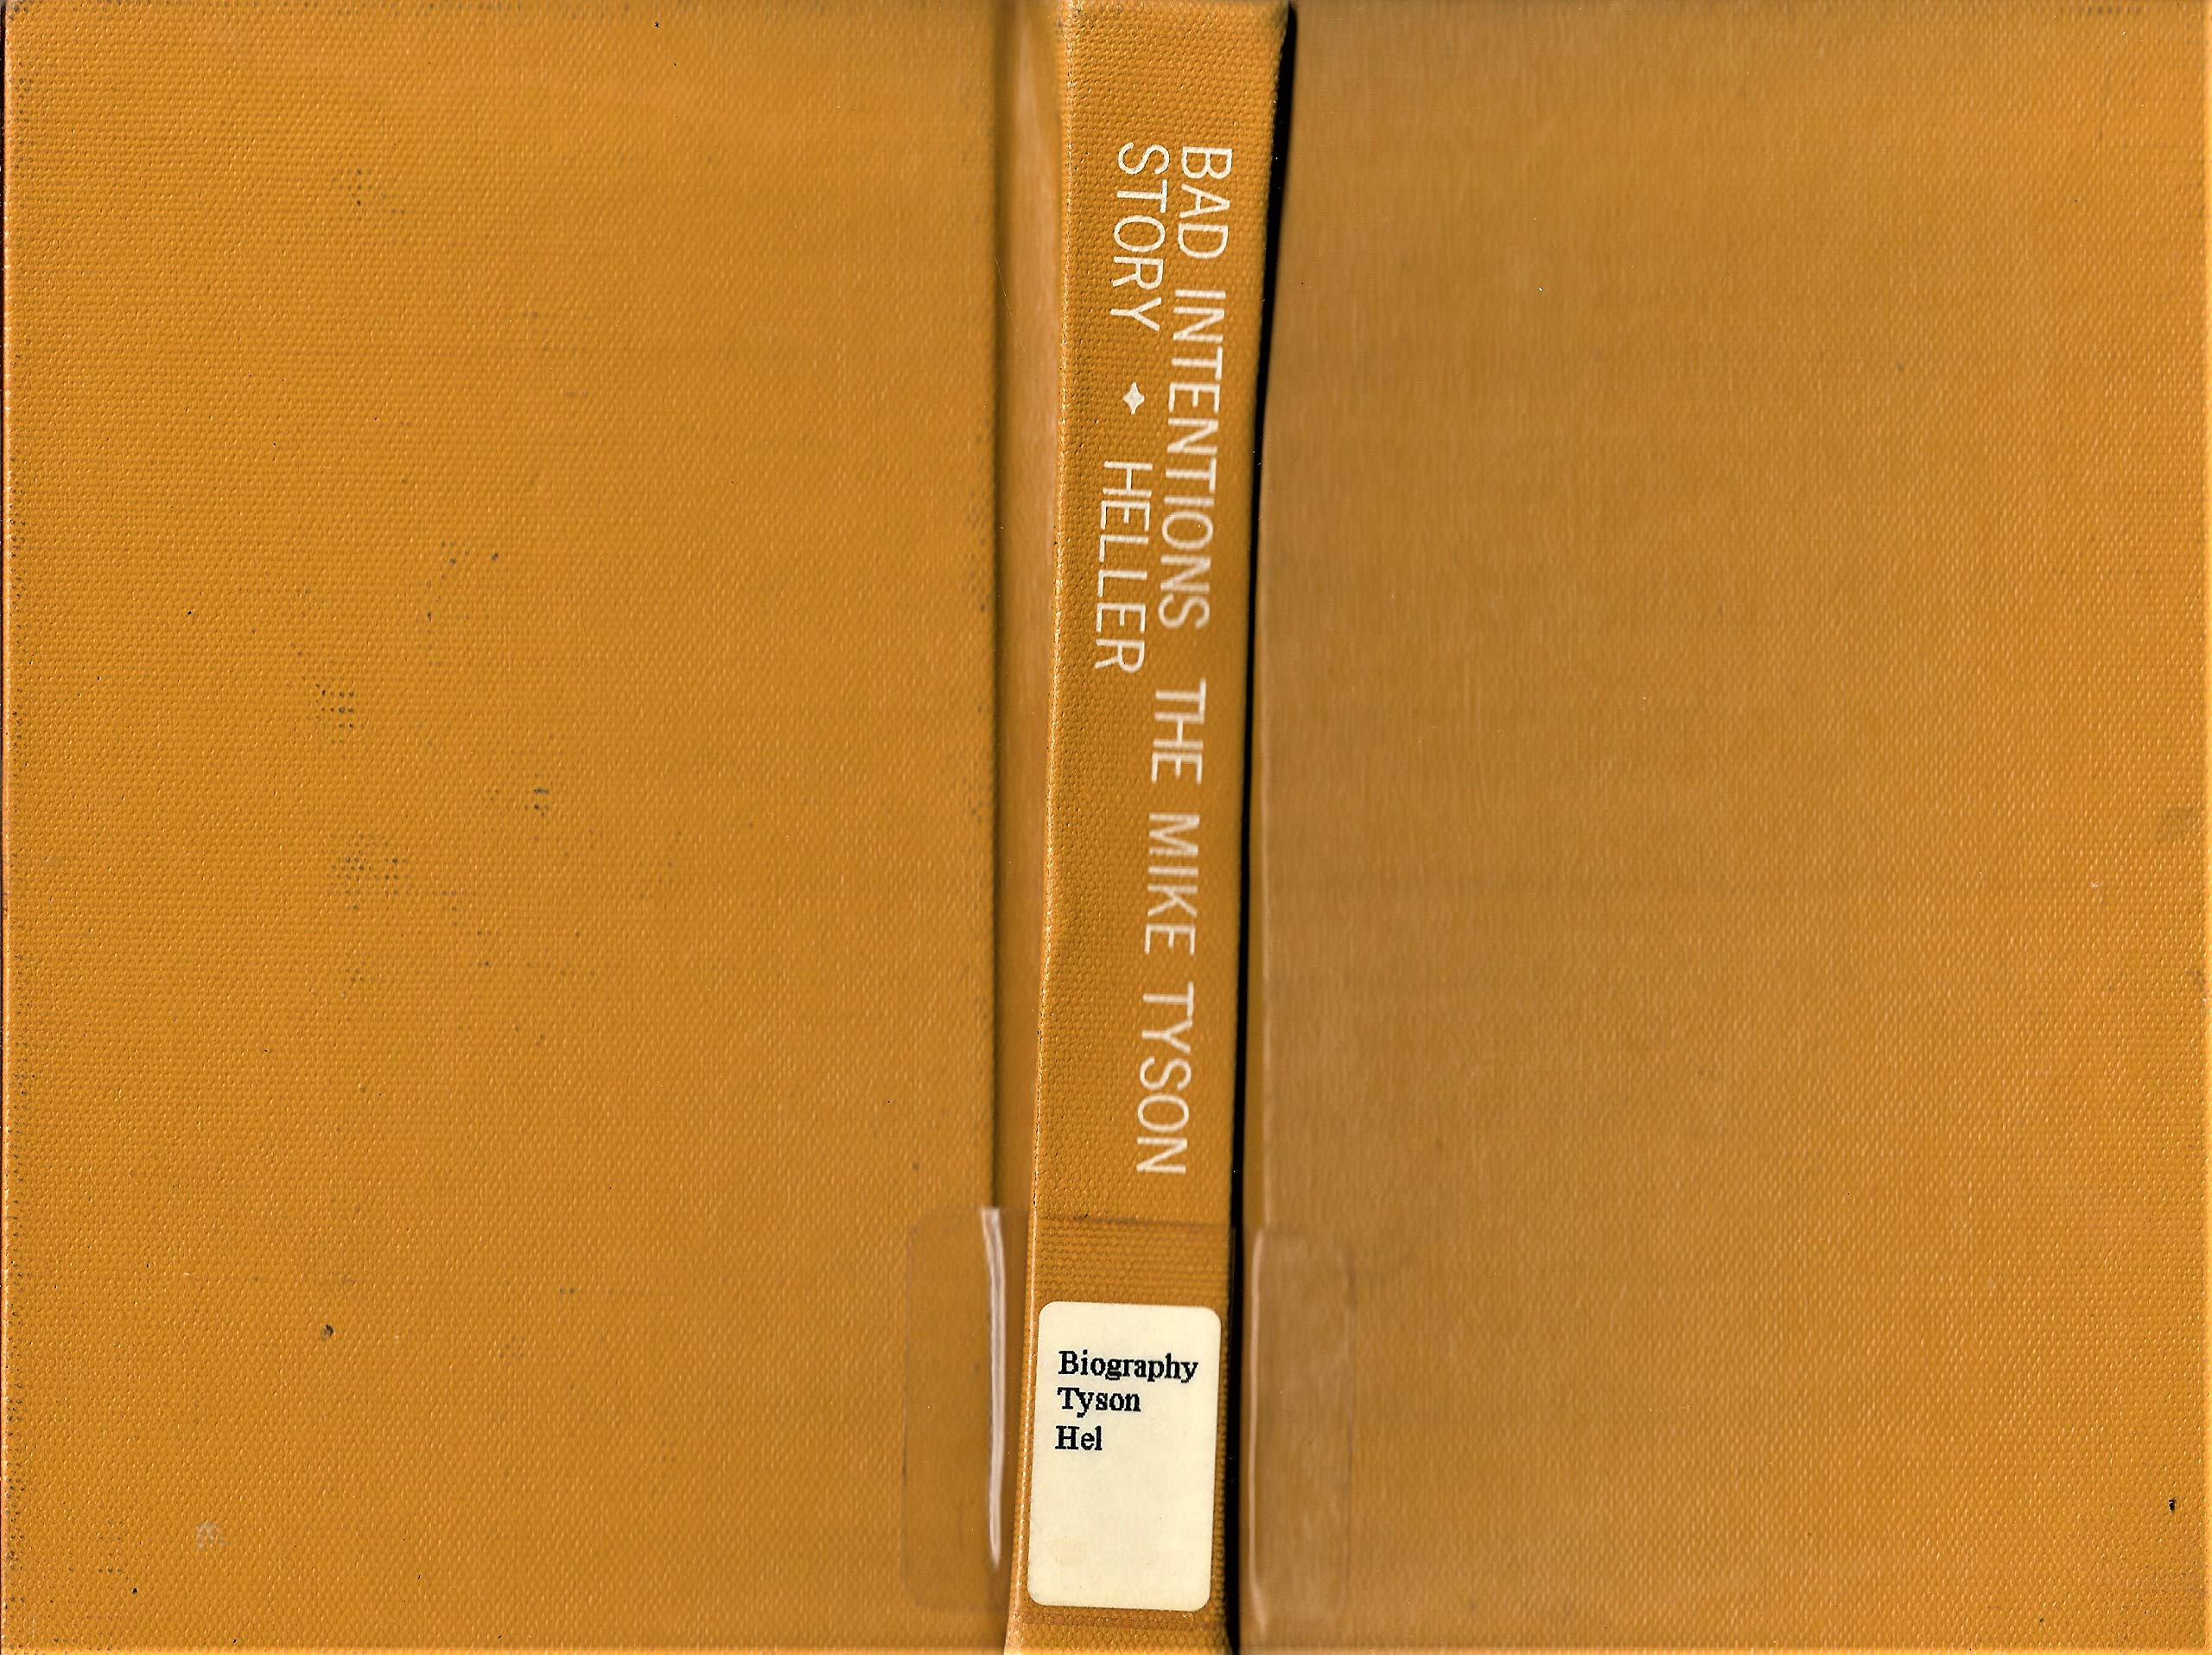 BAD INTENTIONS THE MIKE TYSON
STORY ✦ HELLER
Biography
Tyson
Hel